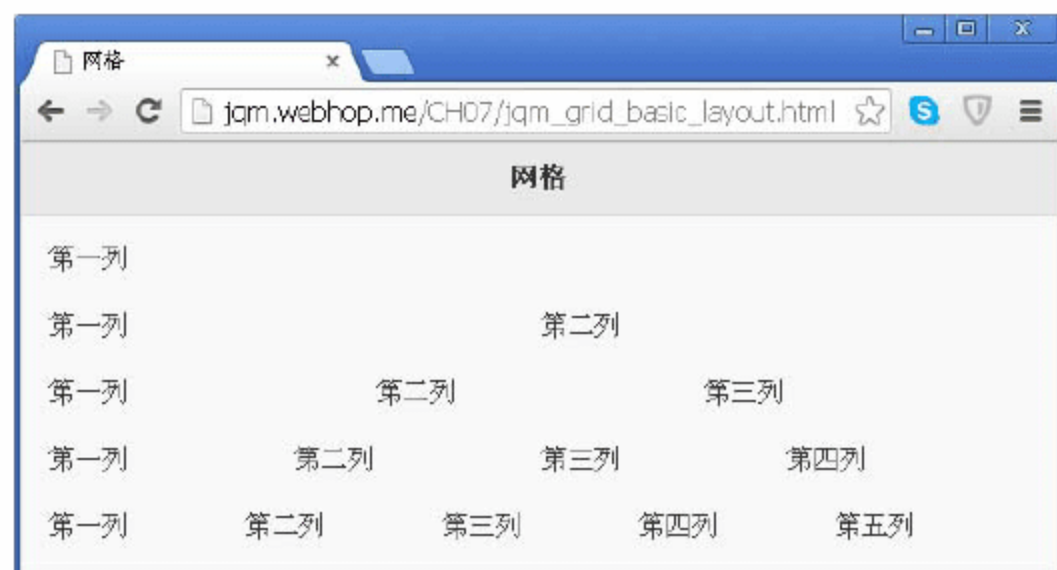 网格
jqm.webhop.me/CH07/jqm_grid_basic_layout.html
网格
第一列
第一列 第二列
第一列 第二列 第三列
第一列 第二列 第三列 第四列
第一列 第二列 第三列 第四列 第五列